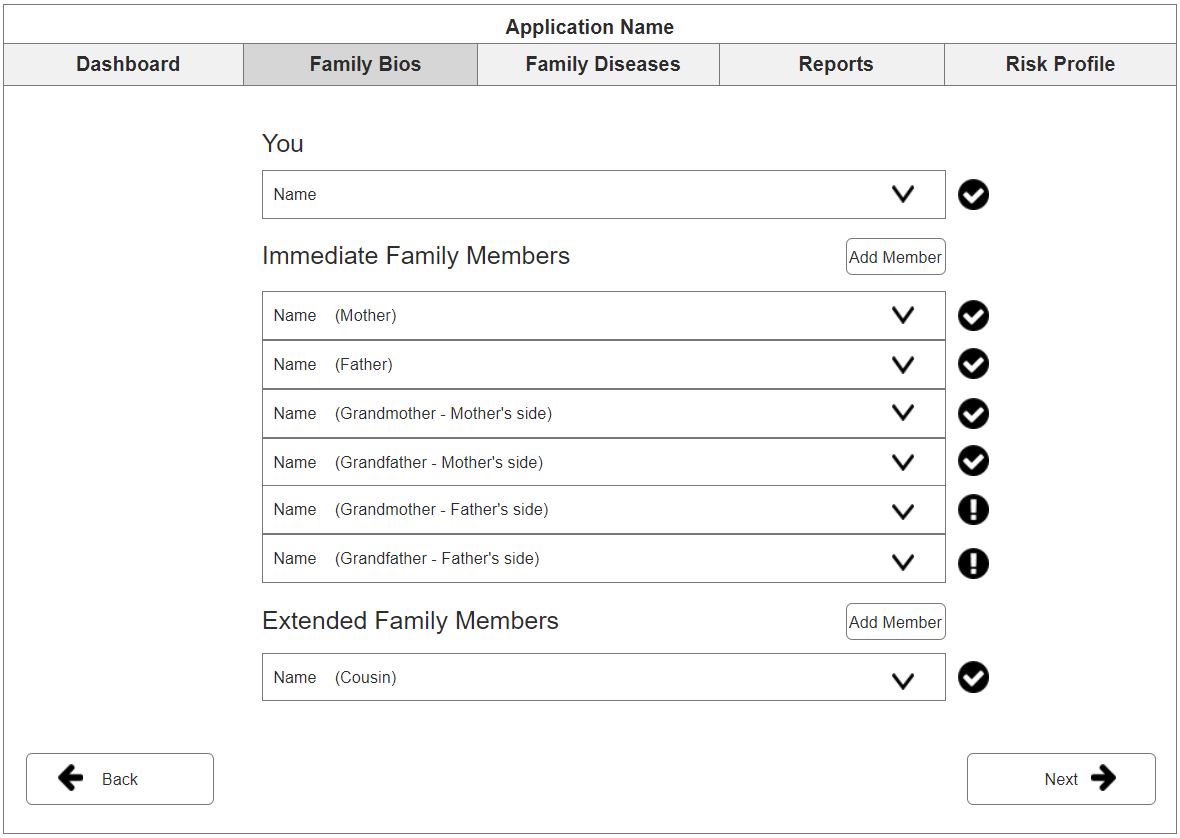 Application Name
Dashboard Family Bios Family Diseases Reports Risk Profile
You
Name
Immediate Family Members Add Member
Name (Mother)
Name (Father)
Name (Grandmother - Mother's side)
Name (Grandfather - Mother's side)
Name (Grandmother - Father's side)
Name (Grandfather - Father's side)
Extended Family Members Add Member
Name (Cousin)
Back Next